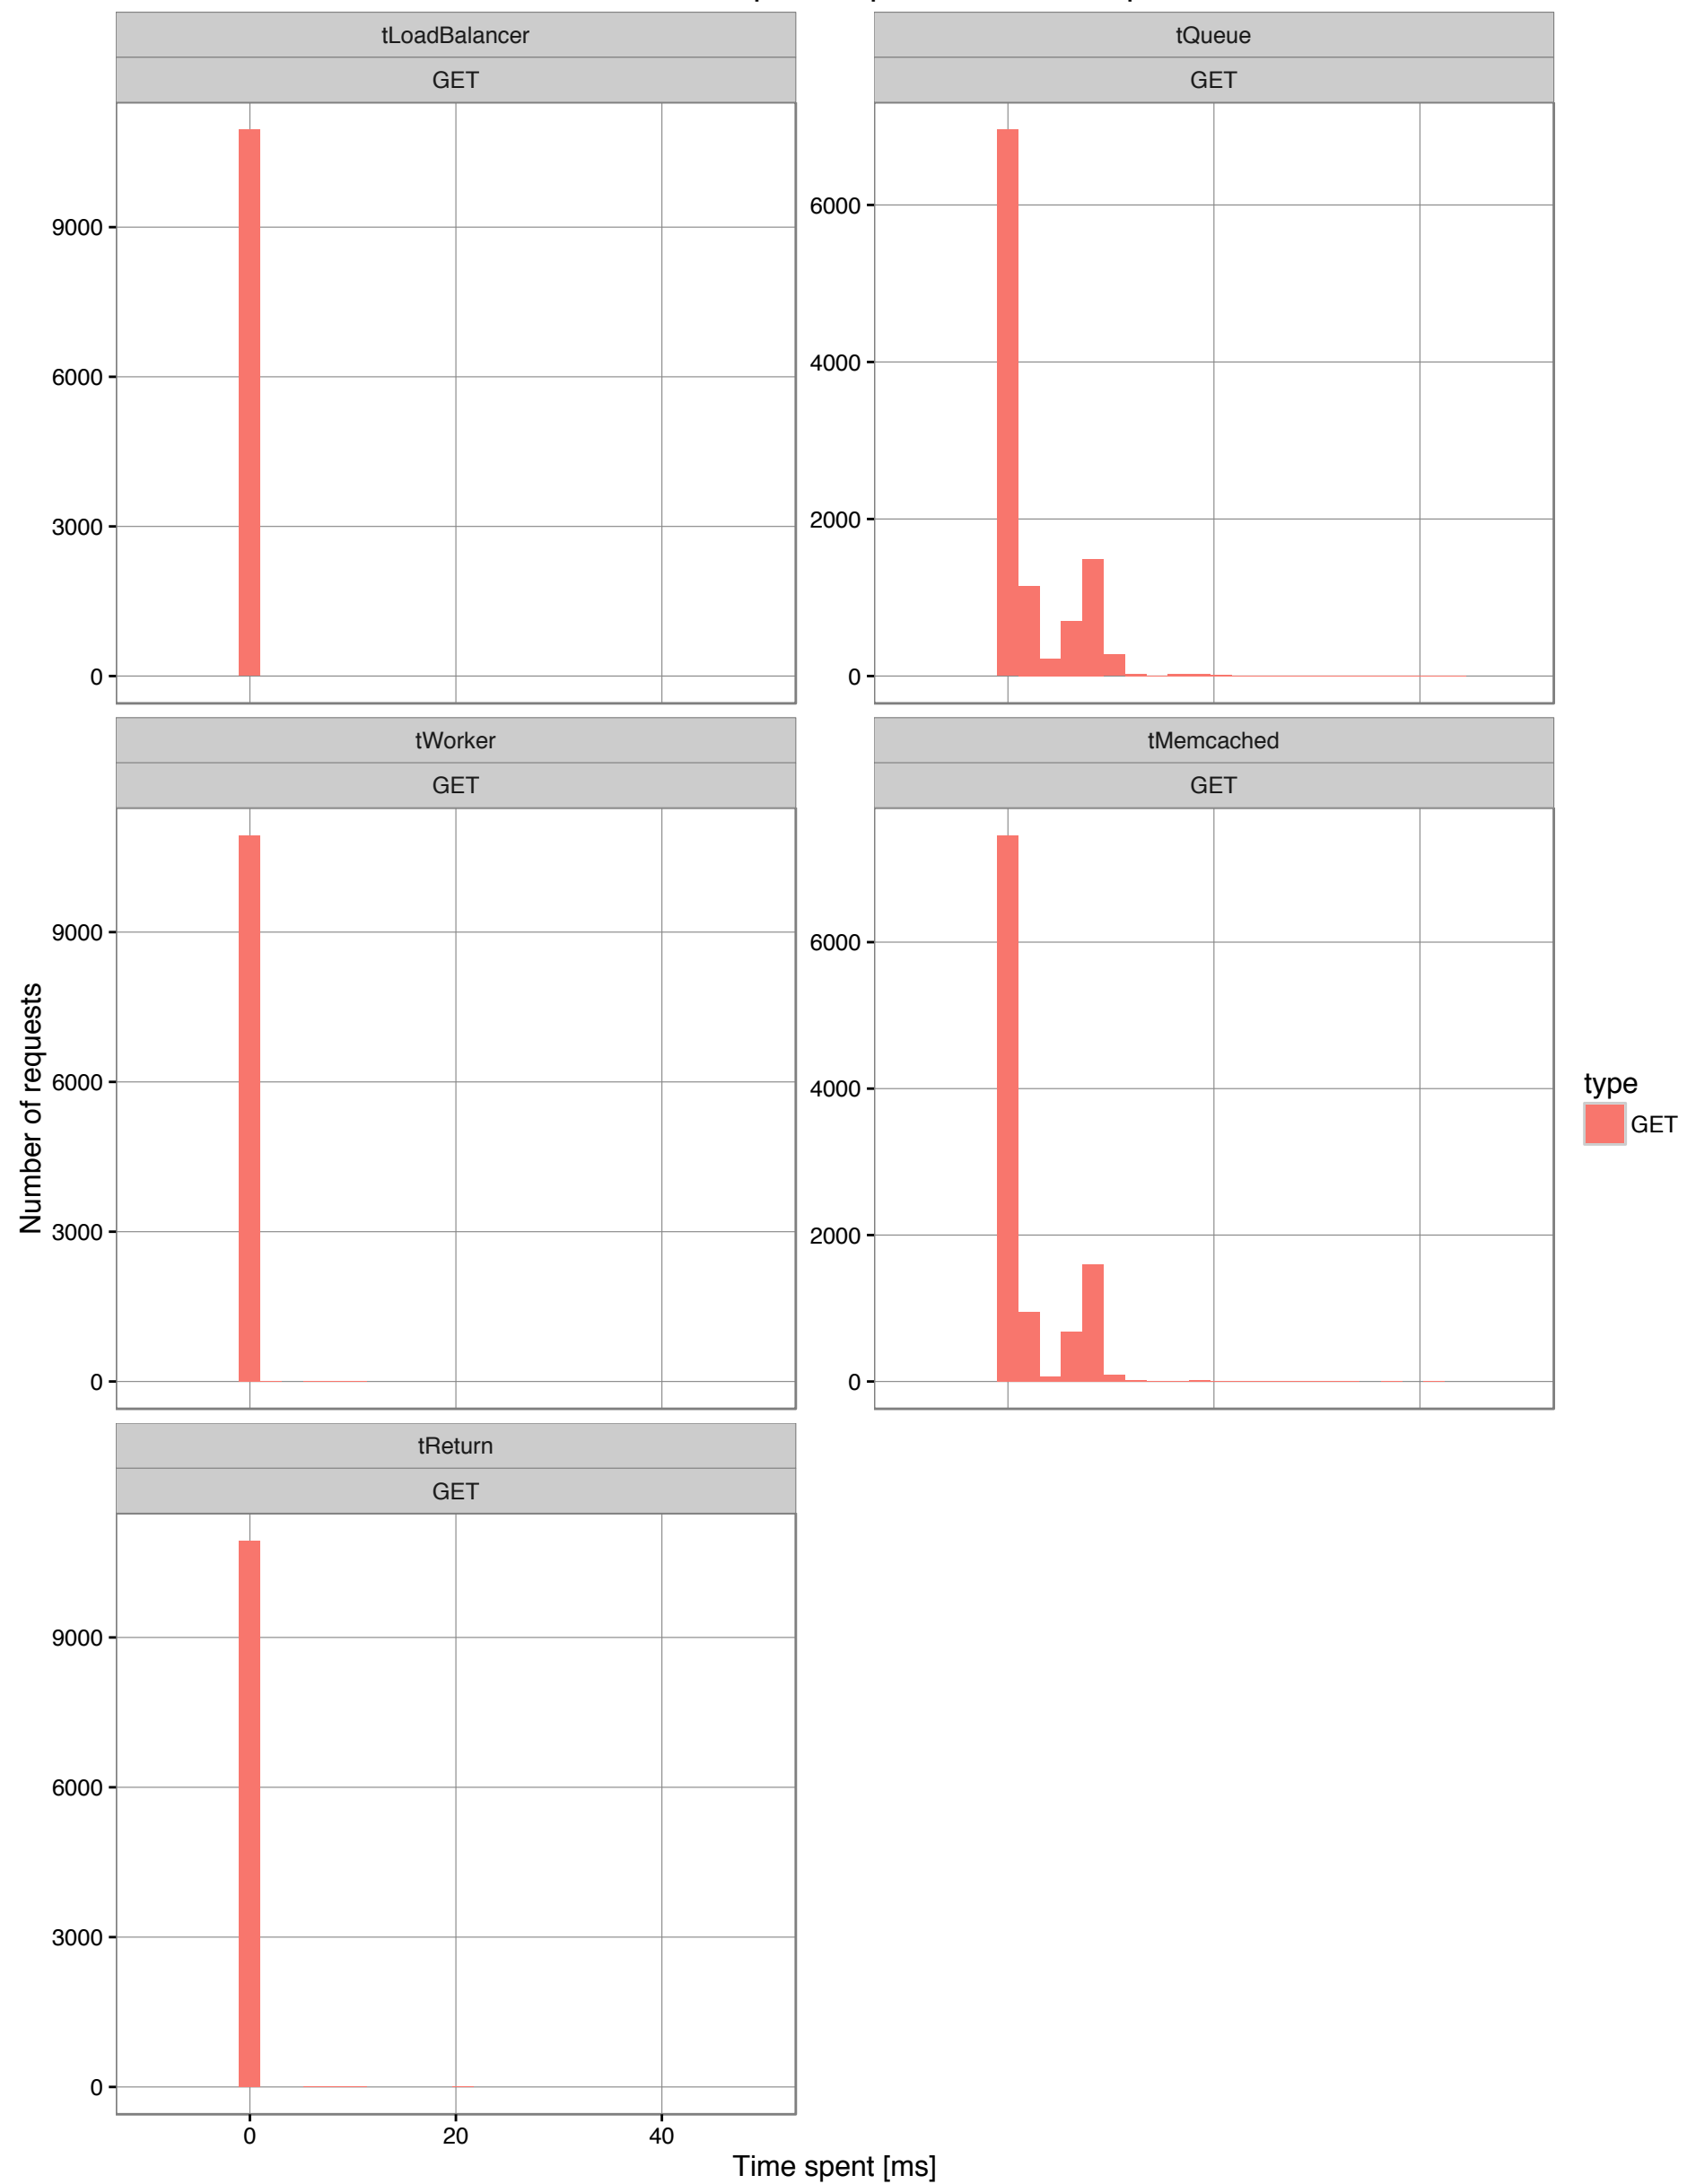 tLoadBalancer
GET
9000
6000
3000
0
tQueue
GET
6000
4000
2000
0
tWorker
GET
9000
6000
3000
0
tMemcached
GET
6000
4000
2000
0
tReturn
GET
9000
6000
3000
0
0 20 40
Time spent [ms]
Number of requests
type
GET